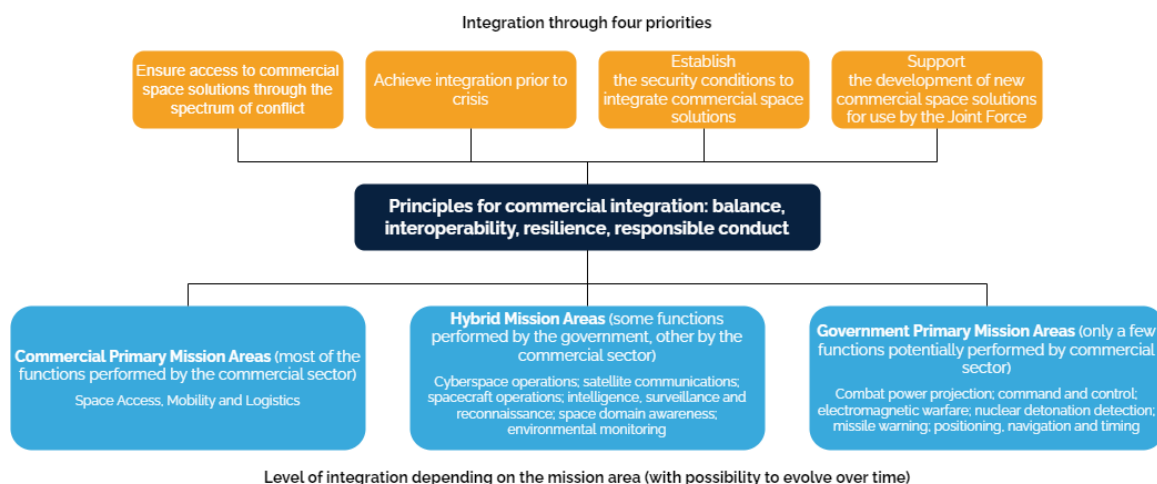 Integration through four priorities
Ensure access to commercial
space solutions through the
spectrum of conflict
Achieve integration prior to
crisis
Establish
the security conditions to
integrate commercial space
solutions
Support
the development of new
commercial space solutions
for use by the Joint Force
Principles for commercial integration: balance,
interoperability, resilience, responsible conduct
Commercial Primary Mission Areas (most of the
functions performed by the commercial sector)
Space Access, Mobility and Logistics
Hybrid Mission Areas (some functions
performed by the government, other by the
commercial sector)
Cyberspace operations; satellite communications;
spacecraft operations; intelligence, surveillance and
reconnaissance; space domain awareness;
environmental monitoring
Government Primary Mission Areas (only a few
functions potentially performed by commercial
sector)
Combat power projection; command and control;
electromagnetic warfare; nuclear detonation detection;
missile warning; positioning, navigation and timing
Level of integration depending on the mission area (with possibility to evolve over time)